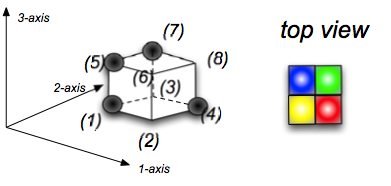 3-axis
(7)
top view
(5)
(8)
2-axis
(6)
(3)
(1)
(4)
(2)
1-axis